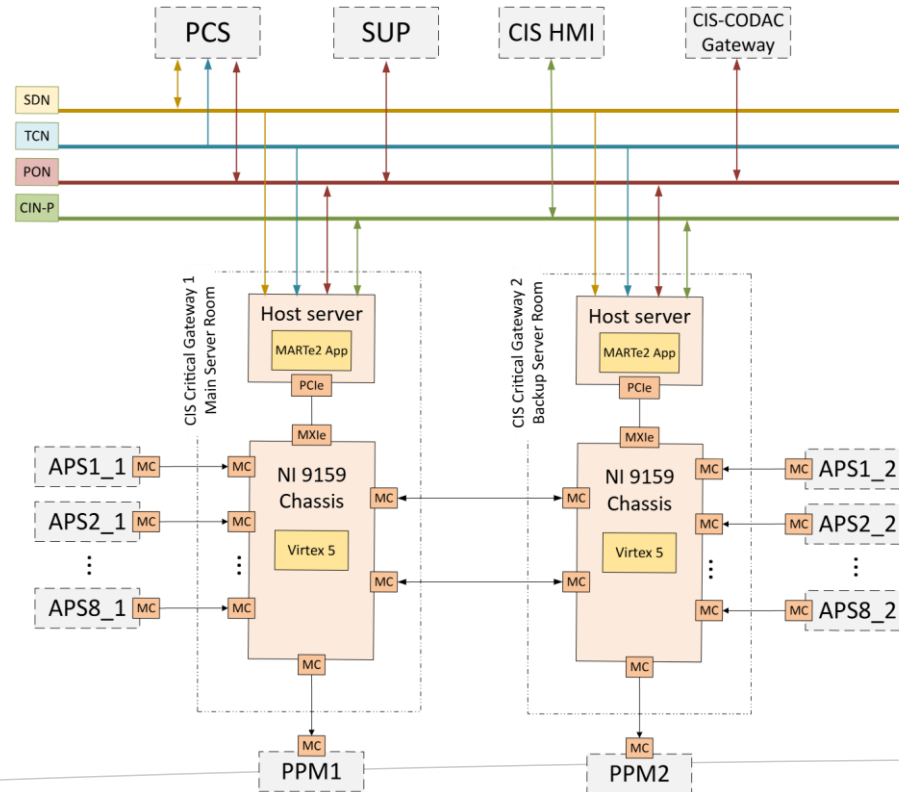 PCS
SUP
CIS HMI
CIS-CODAC
Gateway
SDN
TCN
PON
CIN-P
CIS Critical Gateway 1
Main Server Room
Host server
MARTe2 App
PCIe
MXIe
NI 9159
Chassis
Virtex 5
CIS Critical Gateway 2
Backup Server Room
Host server
MARTe2 App
PCIe
MXIe
NI 9159
Chassis
Virtex 5
APS1_1 MC MC
APS2_1 MC MC
...
...
APS8_1 MC MC
MC MC
MC MC
MC MC APS1_2
MC MC APS2_2
...
...
MC MC APS8_2
MC
MC
PPM1
MC
MC
PPM2